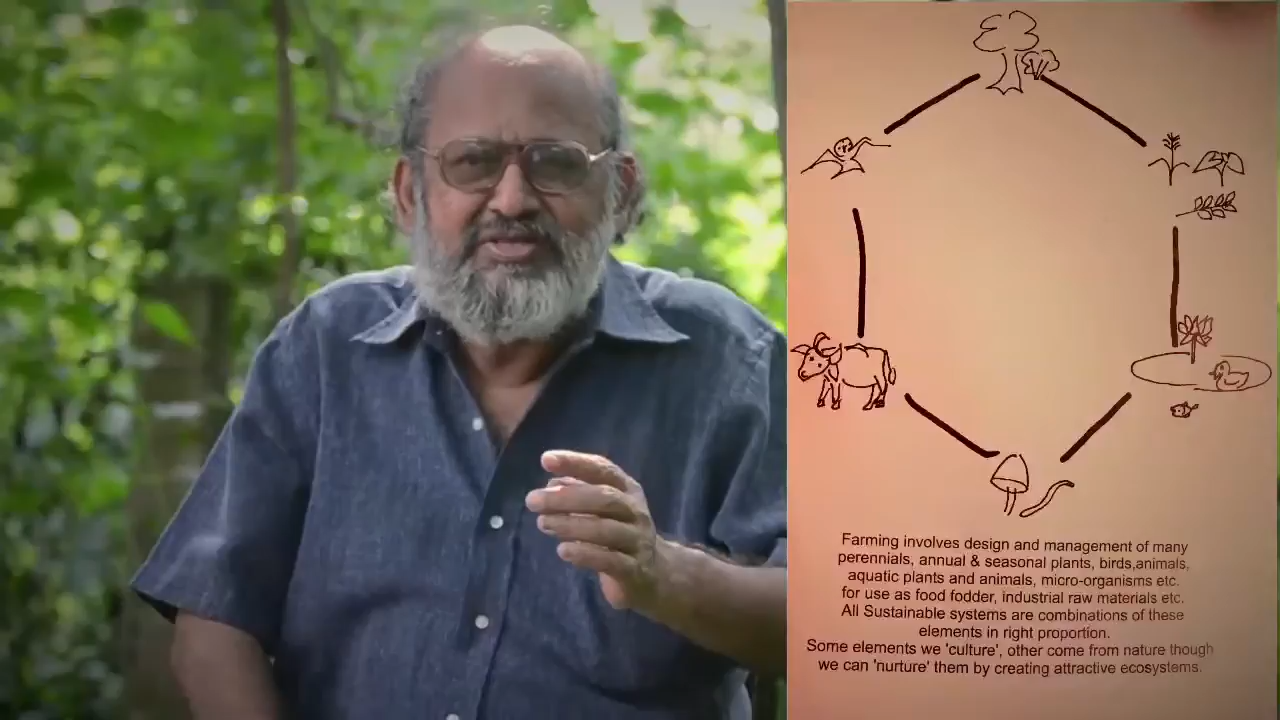 Farming involves design and management of many
perennials, annual & seasonal plants, birds,animals,
aquatic plants and animals, micro-organisms etc.
for use as food fodder, industrial raw materials etc.
All Sustainable systems are combinations of these
elements in right proportion.
Some elements we 'culture', other come from nature though
we can 'nurture' them by creating attractive ecosystems.